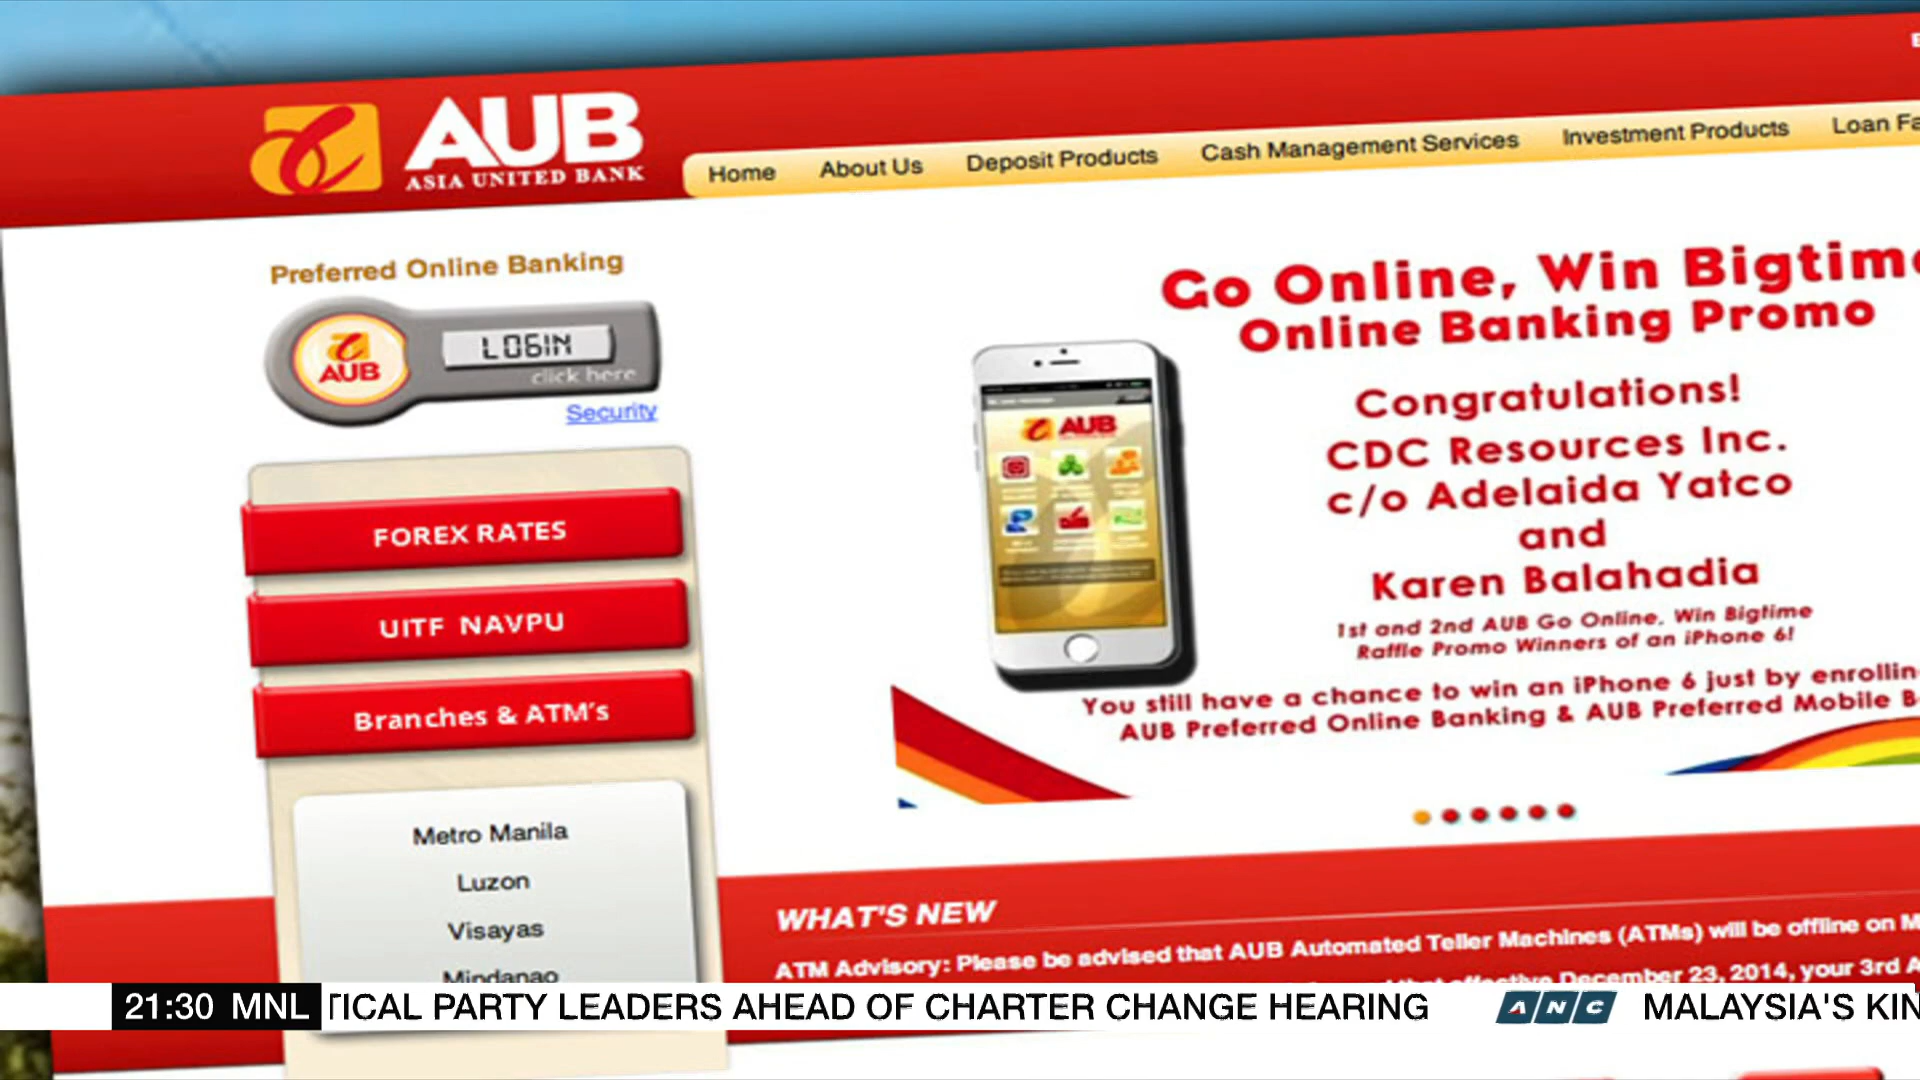 AUB
ASIA UNITED BANK
Home About Us Deposit Products Cash Management Services Investment Products Loan
Preferred Online Banking
AUB
LOGIN
click here
Security
FOREX RATES
UITF NAVPU
Branches & ATM's
Metro Manila
Luzon
Visayas
Mindanao
AUB
Go Online, Win Bigtime
Online Banking Promo
Congratulations!
CDC Resources Inc.
c/o Adelaida Yatco
and
Karen Balahadia
1st and 2nd AUB Go Online, Win Bigtime
Raffle Promo Winners of an iPhone 6!
You still have a chance to win an iPhone 6 just by enrollin
AUB Preferred Online Banking & AUB Preferred Mobile B
WHAT'S NEW
ATM Advisory: Please be advised that AUB Automated Teller Machines (ATMs) will be offline on M
that effective December 23, 2014, your 3rd A
21:30 MNL TICAL PARTY LEADERS AHEAD OF CHARTER CHANGE HEARING ANC MALAYSIA'S KIN